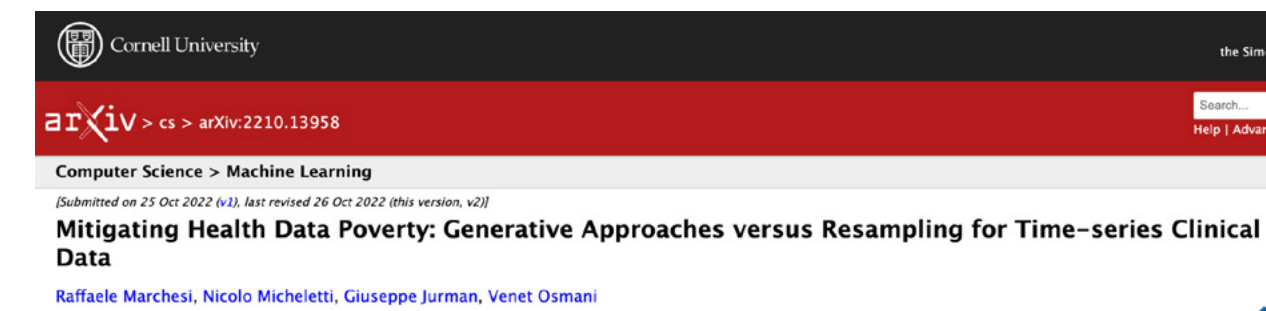 Cornell University
the Sim
arXiv > cs > arXiv:2210.13958
Search...
Help | Advan
Computer Science > Machine Learning
[Submitted on 25 Oct 2022 (v1), last revised 26 Oct 2022 (this version, v2)]
Mitigating Health Data Poverty: Generative Approaches versus Resampling for Time-series Clinical
Data
Raffaele Marchesi, Nicolo Micheletti, Giuseppe Jurman, Venet Osmani